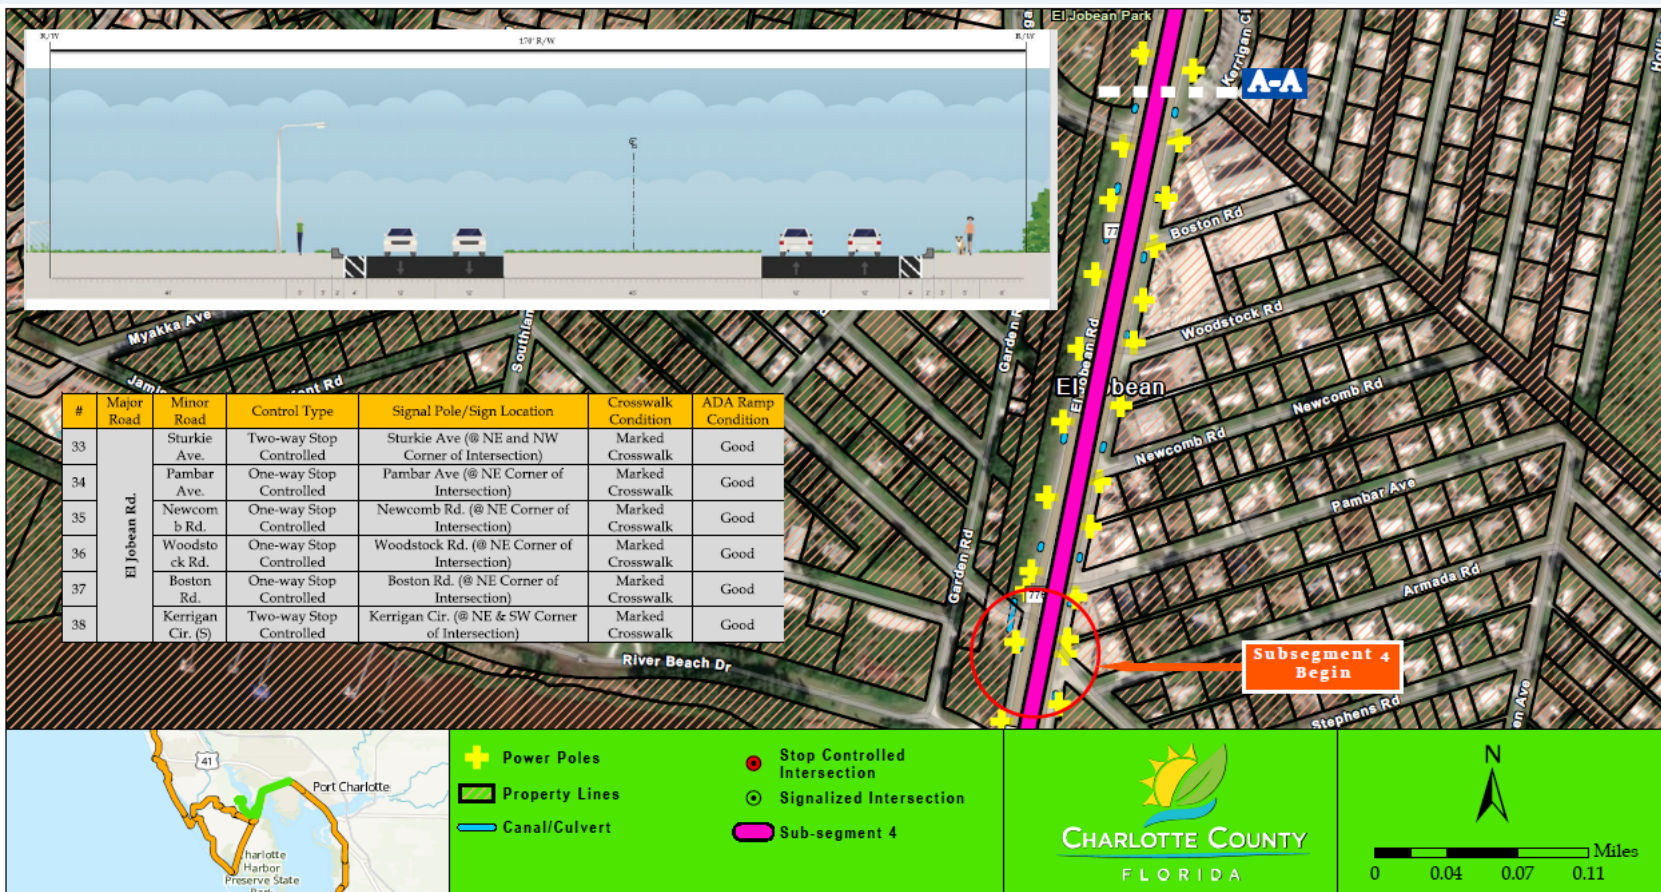 R/W
170' R/W
R/W
El Jobean Park
Kerrigan Ci
A-A
77
Boston Rd
Woodstock Rd
Newcomb Rd
Newcomb Rd
Pambar Ave
Armada Rd
Stephens Rd
en Ave
El Jobean Rd
Garden R
Garden Rd
Myakka Ave
Southlan
River Beach Dr
Subsegment 4
Begin
# Major Road Minor Road Control Type Signal Pole/Sign Location Crosswalk Condition ADA Ramp Condition
El Jobean Rd.
33 Sturkie Ave. Two-way Stop Controlled Sturkie Ave (@ NE and NW Corner of Intersection) Marked Crosswalk Good
34 Pambar Ave. One-way Stop Controlled Pambar Ave (@ NE Corner of Intersection) Marked Crosswalk Good
35 Newcom b Rd. One-way Stop Controlled Newcomb Rd. (@ NE Corner of Intersection) Marked Crosswalk Good
36 Woodsto ck Rd. One-way Stop Controlled Woodstock Rd. (@ NE Corner of Intersection) Marked Crosswalk Good
37 Boston Rd. One-way Stop Controlled Boston Rd. (@ NE Corner of Intersection) Marked Crosswalk Good
38 Kerrigan Cir. (S) Two-way Stop Controlled Kerrigan Cir. (@ NE & SW Corner of Intersection) Marked Crosswalk Good
41
Port Charlotte
harlotte
Harbor
Preserve State
Power Poles
Property Lines
Canal/Culvert
Stop Controlled
Intersection
Signalized Intersection
Sub-segment 4
CHARLOTTE COUNTY
FLORIDA
N
Miles
0 0.04 0.07 0.11